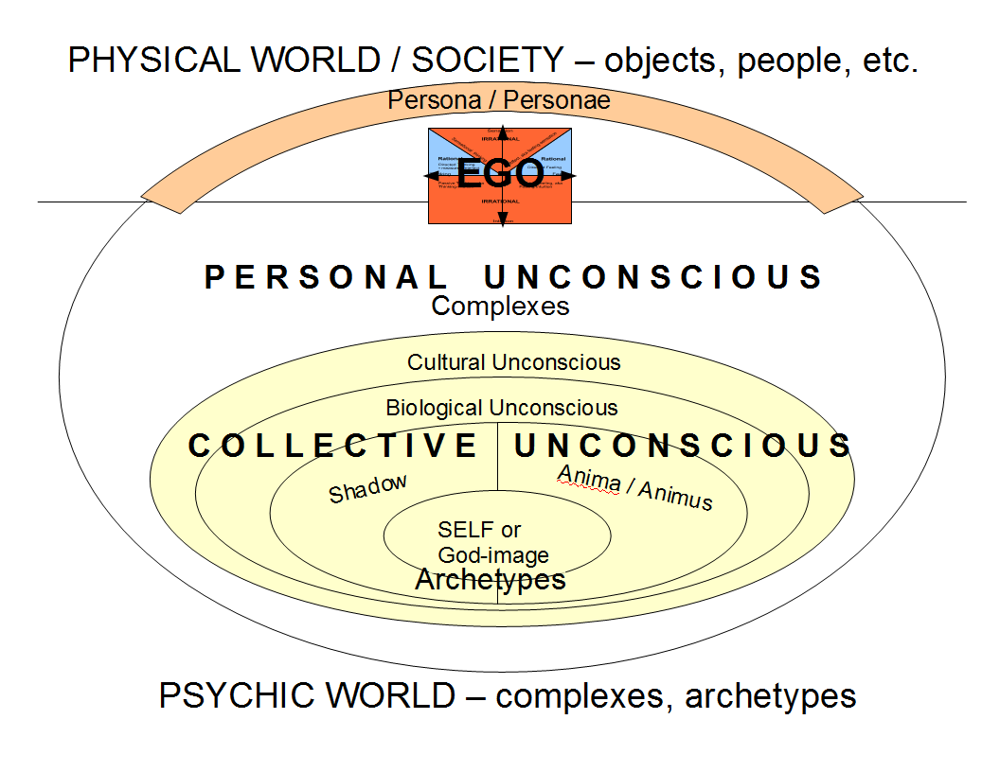 PHYSICAL WORLD / SOCIETY – objects, people, etc.
Persona / Personae
IRRATIONAL
Rational
Rational
EGO
IRRATIONAL
PERSONAL UNCONSCIOUS
Complexes
Cultural Unconscious
Biological Unconscious
COLLECTIVE UNCONSCIOUS
Shadow
Anima / Animus
SELF or
God-image
Archetypes
PSYCHIC WORLD – complexes, archetypes